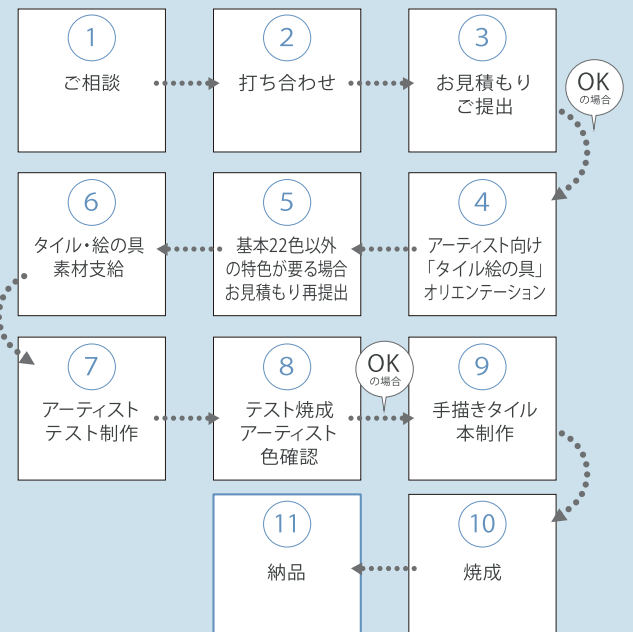 ①
ご相談
②
打ち合わせ
③
お見積もり
ご提出
OK
の場合
④
アーティスト向け
「タイル絵の具」
オリエンテーション
⑤
基本22色以外
の特色が要る場合
お見積もり再提出
⑥
タイル・絵の具
素材支給
⑦
アーティスト
テスト制作
⑧
テスト焼成
アーティスト
色確認
OK
の場合
⑨
手描きタイル
本制作
⑩
焼成
⑪
納品